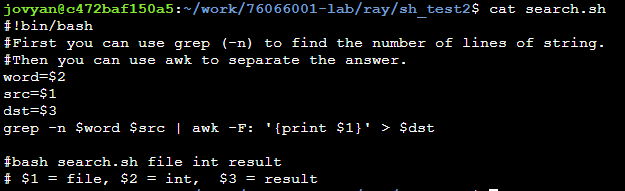 jovyan@c472baf150a5:~/work/76066001-lab/ray/sh_test2$ cat search.sh
#!bin/bash
#First you can use grep (-n) to find the number of lines of string.
#Then you can use awk to separate the answer.
word=$2
src=$1
dst=$3
grep -n $word $src | awk -F: '{print $1}' > $dst
#bash search.sh file int result
# $1 = file, $2 = int,  $3 = result